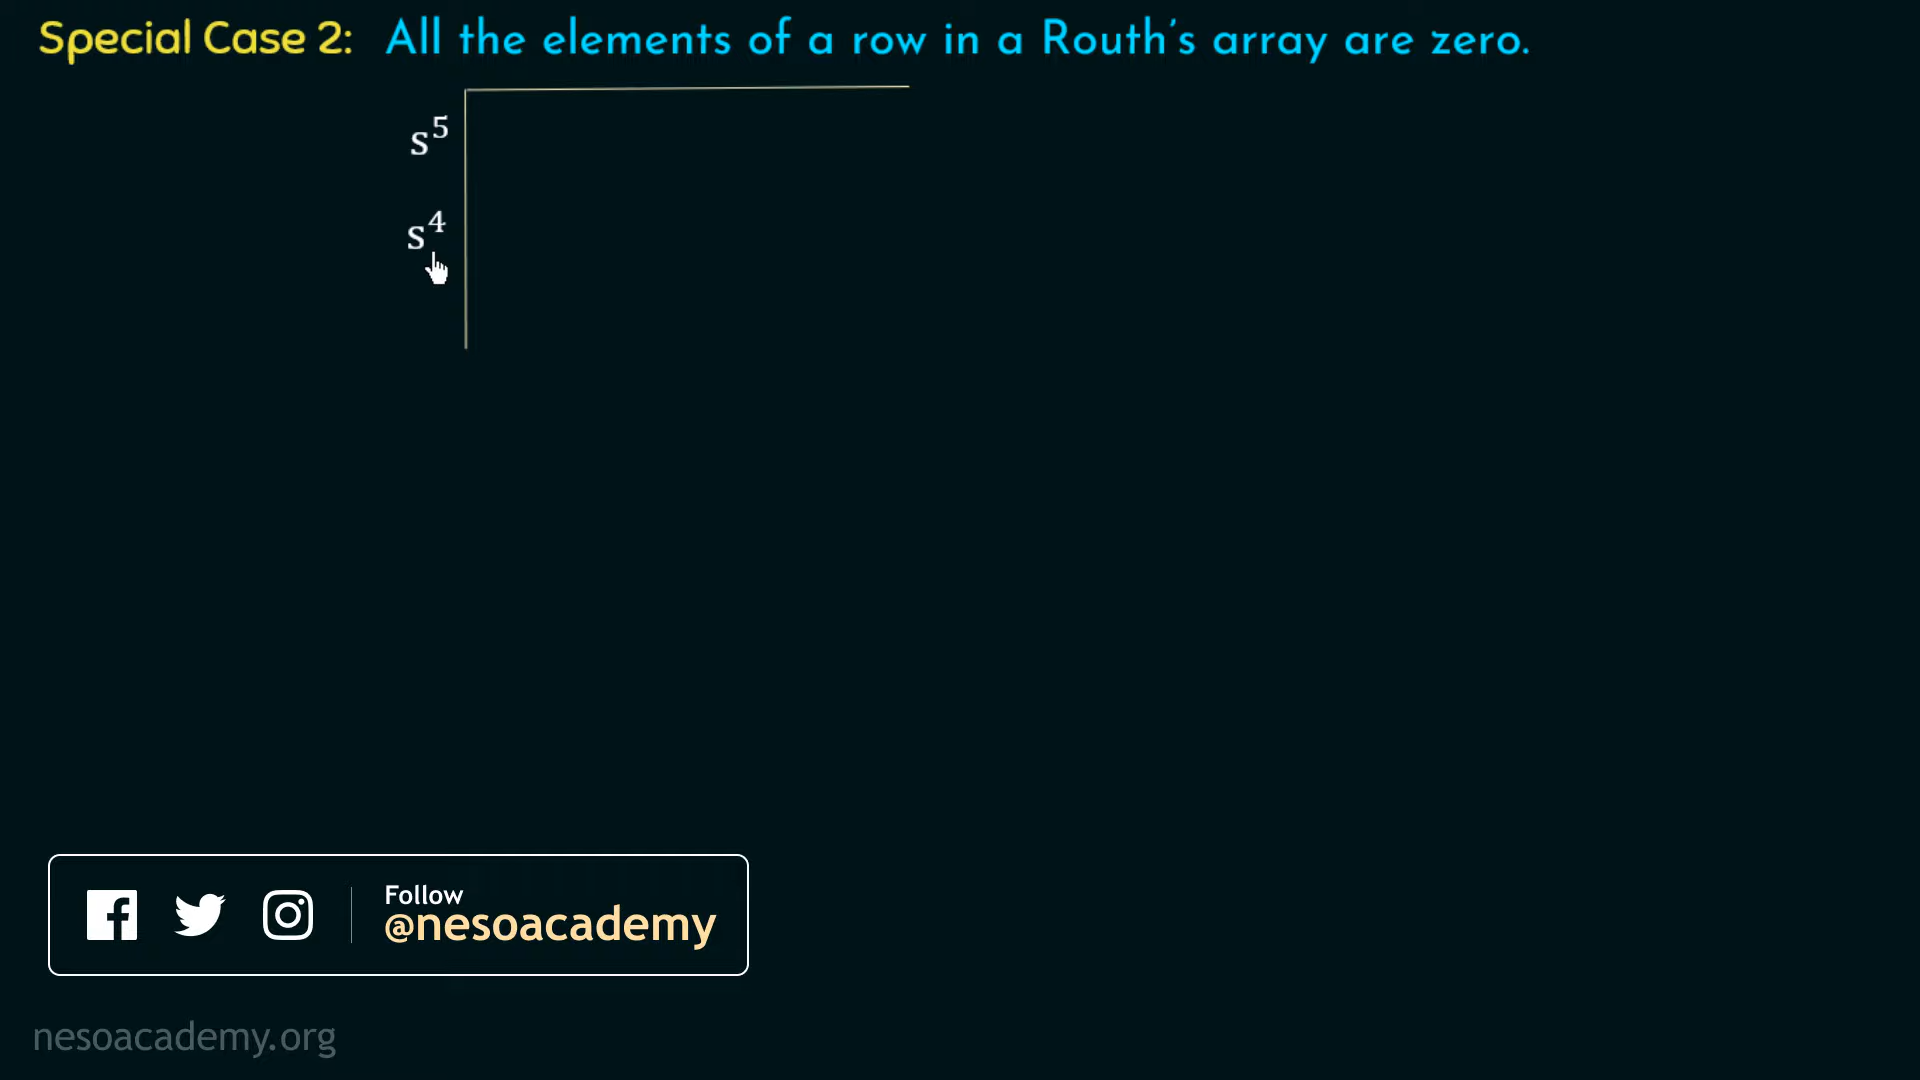 Special Case 2: All the elements of a row in a Routh's array are zero.
s⁵
s⁴
Follow
@nesoacademy
nesoacademy.org